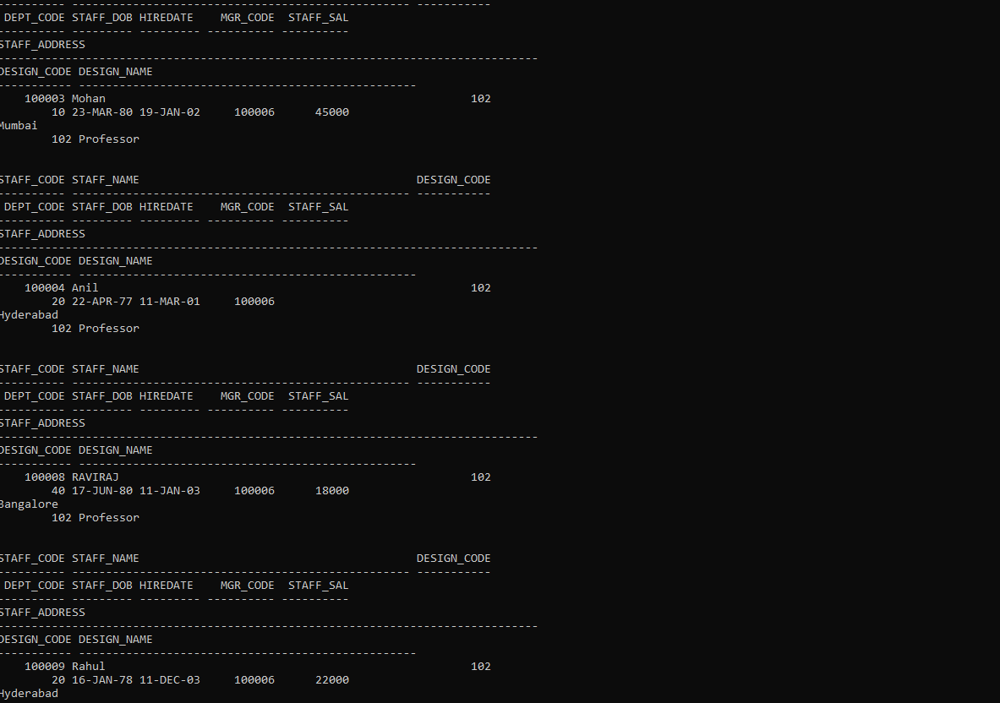 ---------- -------------------------------------------------- -----------
 DEPT_CODE STAFF_DOB HIREDATE    MGR_CODE  STAFF_SAL
---------- --------- --------- ---------- ----------
STAFF_ADDRESS
--------------------------------------------------------------------------------
DESIGN_CODE DESIGN_NAME
----------- --------------------------------------------------
    100003 Mohan                                                      102
        10 23-MAR-80 19-JAN-02     100006      45000
Mumbai
        102 Professor

STAFF_CODE STAFF_NAME                                         DESIGN_CODE
---------- -------------------------------------------------- -----------
 DEPT_CODE STAFF_DOB HIREDATE    MGR_CODE  STAFF_SAL
---------- --------- --------- ---------- ----------
STAFF_ADDRESS
--------------------------------------------------------------------------------
DESIGN_CODE DESIGN_NAME
----------- --------------------------------------------------
    100004 Anil                                                       102
        20 22-APR-77 11-MAR-01     100006
Hyderabad
        102 Professor

STAFF_CODE STAFF_NAME                                         DESIGN_CODE
---------- -------------------------------------------------- -----------
 DEPT_CODE STAFF_DOB HIREDATE    MGR_CODE  STAFF_SAL
---------- --------- --------- ---------- ----------
STAFF_ADDRESS
--------------------------------------------------------------------------------
DESIGN_CODE DESIGN_NAME
----------- --------------------------------------------------
    100008 RAVIRAJ                                                    102
        40 17-JUN-80 11-JAN-03     100006      18000
Bangalore
        102 Professor

STAFF_CODE STAFF_NAME                                         DESIGN_CODE
---------- -------------------------------------------------- -----------
 DEPT_CODE STAFF_DOB HIREDATE    MGR_CODE  STAFF_SAL
---------- --------- --------- ---------- ----------
STAFF_ADDRESS
--------------------------------------------------------------------------------
DESIGN_CODE DESIGN_NAME
----------- --------------------------------------------------
    100009 Rahul                                                      102
        20 16-JAN-78 11-DEC-03     100006      22000
Hyderabad